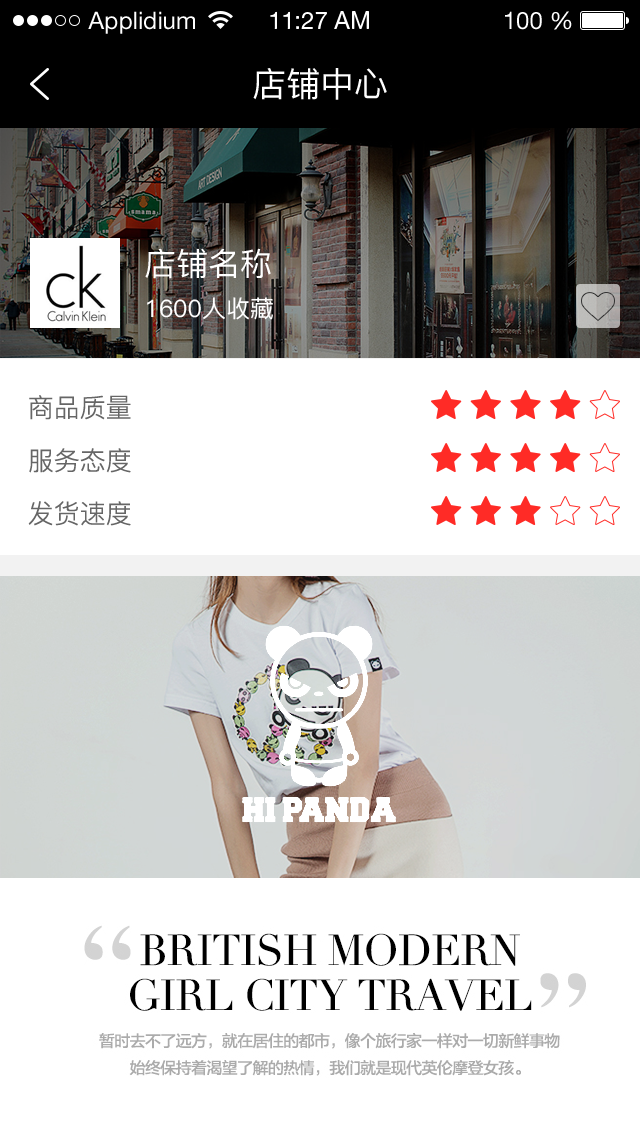 Applidium 11:27 AM 100 %
店铺中心
ART DESIGN
amama
ck
Calvin Klein
店铺名称
1600人收藏
商品质量
服务态度
发货速度
HI PANDA
“BRITISH MODERN
GIRL CITY TRAVEL”
暂时去不了远方，就在居住的都市，像个旅行家一样对一切新鲜事物
始终保持着渴望了解的热情，我们就是现代英伦摩登女孩。